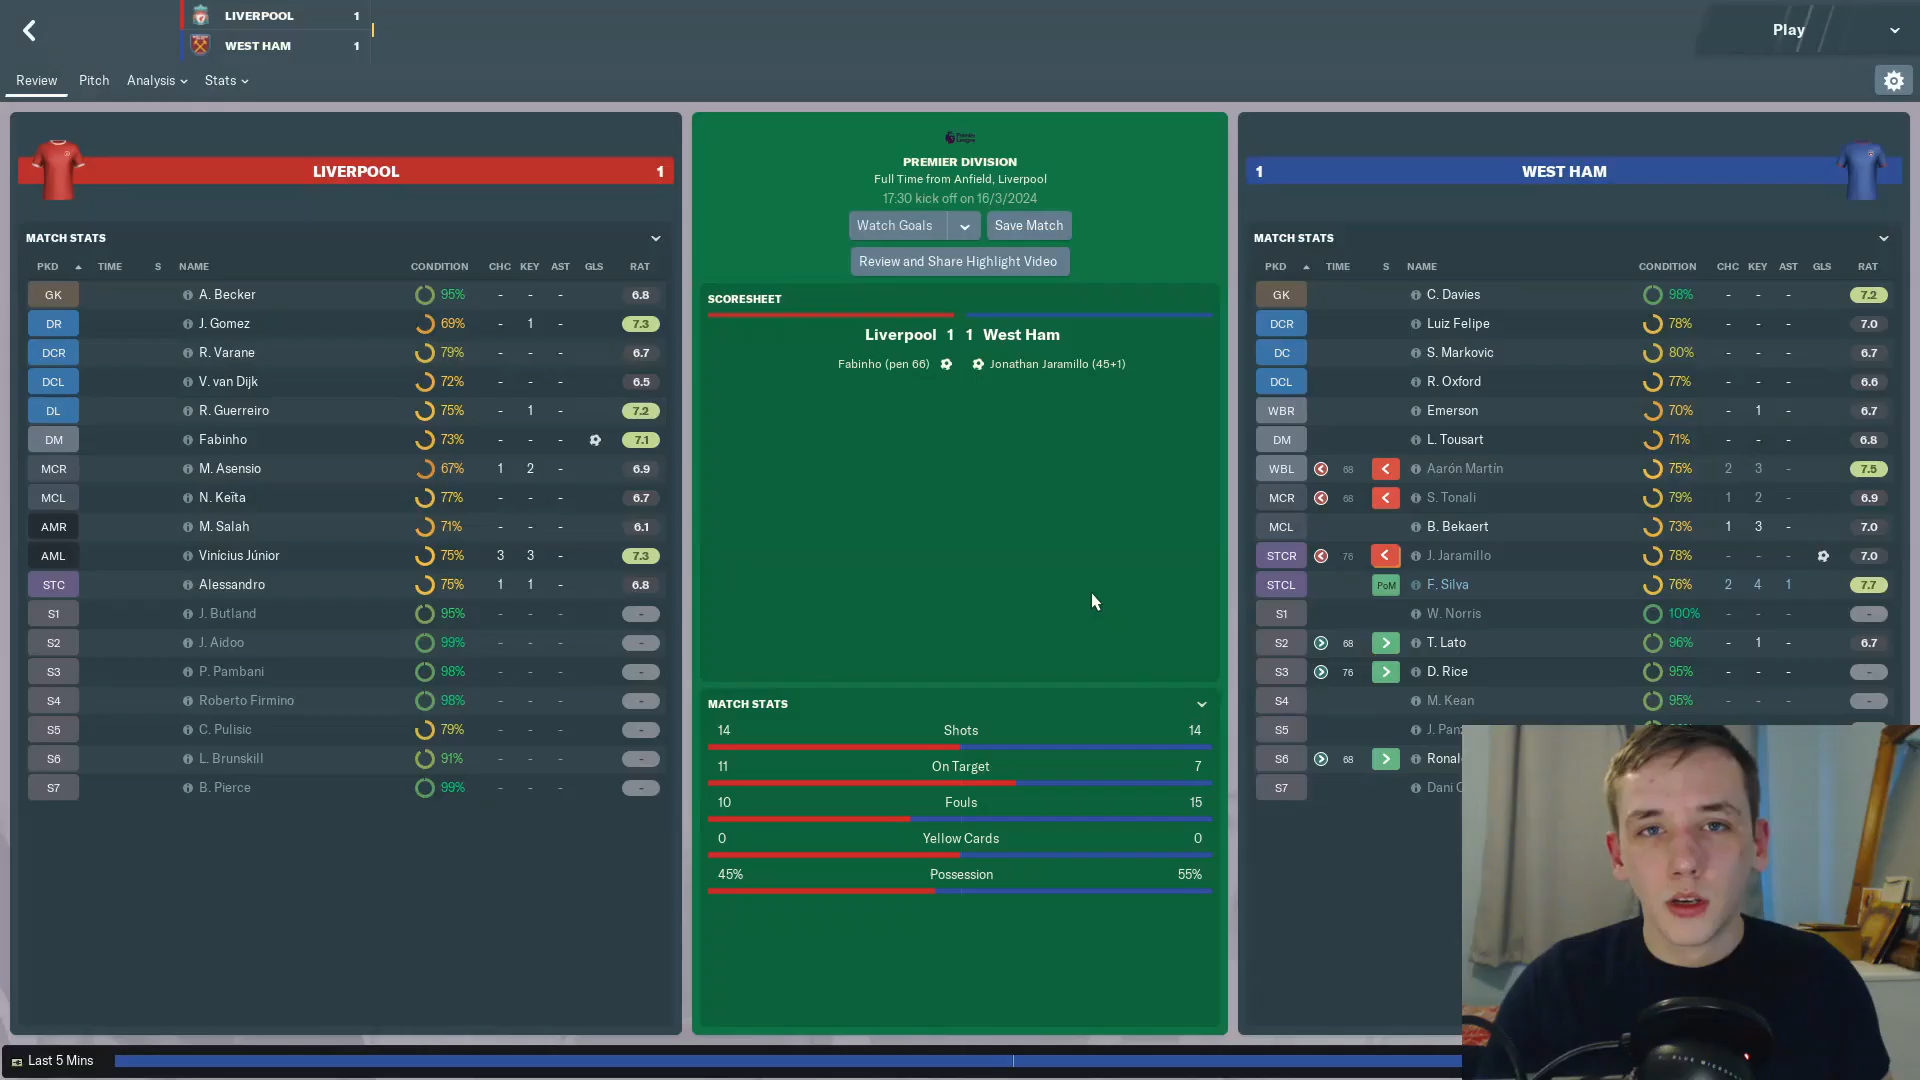 LIVERPOOL 1
WEST HAM 1
Play
Review Pitch Analysis Stats
LIVERPOOL 1
MATCH STATS
PKD TIME S NAME CONDITION CHC KEY AST GLS RAT
GK A. Becker 95% - - - 6.8
DR J. Gomez 69% - 1 - 7.3
DCR R. Varane 79% - - - 6.7
DCL V. van Dijk 72% - - - 6.5
DL R. Guerreiro 75% - 1 - 7.2
DM Fabinho 73% - - - 7.1
MCR M. Asensio 67% 1 2 - 6.9
MCL N. Keïta 77% - - - 6.7
AMR M. Salah 71% - - - 6.1
AML Vinícius Júnior 75% 3 3 - 7.3
STC Alessandro 75% 1 1 - 6.8
S1 J. Butland 95% - - - -
S2 J. Aidoo 99% - - - -
S3 P. Pambani 98% - - - -
S4 Roberto Firmino 98% - - - -
S5 C. Pulisic 79% - - - -
S6 L. Brunskill 91% - - - -
S7 B. Pierce 99% - - - -
Premier League
PREMIER DIVISION
Full Time from Anfield, Liverpool
17:30 kick off on 16/3/2024
Watch Goals Save Match
Review and Share Highlight Video
SCORESHEET
Liverpool 1 1 West Ham
Fabinho (pen 66) Jonathan Jaramillo (45+1)
MATCH STATS
14 Shots 14
11 On Target 7
10 Fouls 15
0 Yellow Cards 0
45% Possession 55%
1 WEST HAM
MATCH STATS
PKD TIME S NAME CONDITION CHC KEY AST GLS RAT
GK C. Davies 98% - - - 7.2
DCR Luiz Felipe 78% - - - 7.0
DC S. Markovic 80% - - - 6.7
DCL R. Oxford 77% - - - 6.6
WBR Emerson 70% - 1 - 6.7
DM L. Tousart 71% - - - 6.8
WBL 68 Aarón Martín 75% 2 3 - 7.5
MCR 68 S. Tonali 79% 1 2 - 6.9
MCL B. Bekaert 73% 1 3 - 7.0
STCR 76 J. Jaramillo 78% - - - 7.0
STCL PoM F. Silva 76% 2 4 1 7.7
S1 W. Norris 100% - - - -
S2 68 T. Lato 96% - 1 - 6.7
S3 76 D. Rice 95% - - - -
S4 M. Kean 95% - - - -
S5 J. Pan
S6 68 Ronal
S7 Dani
Last 5 Mins